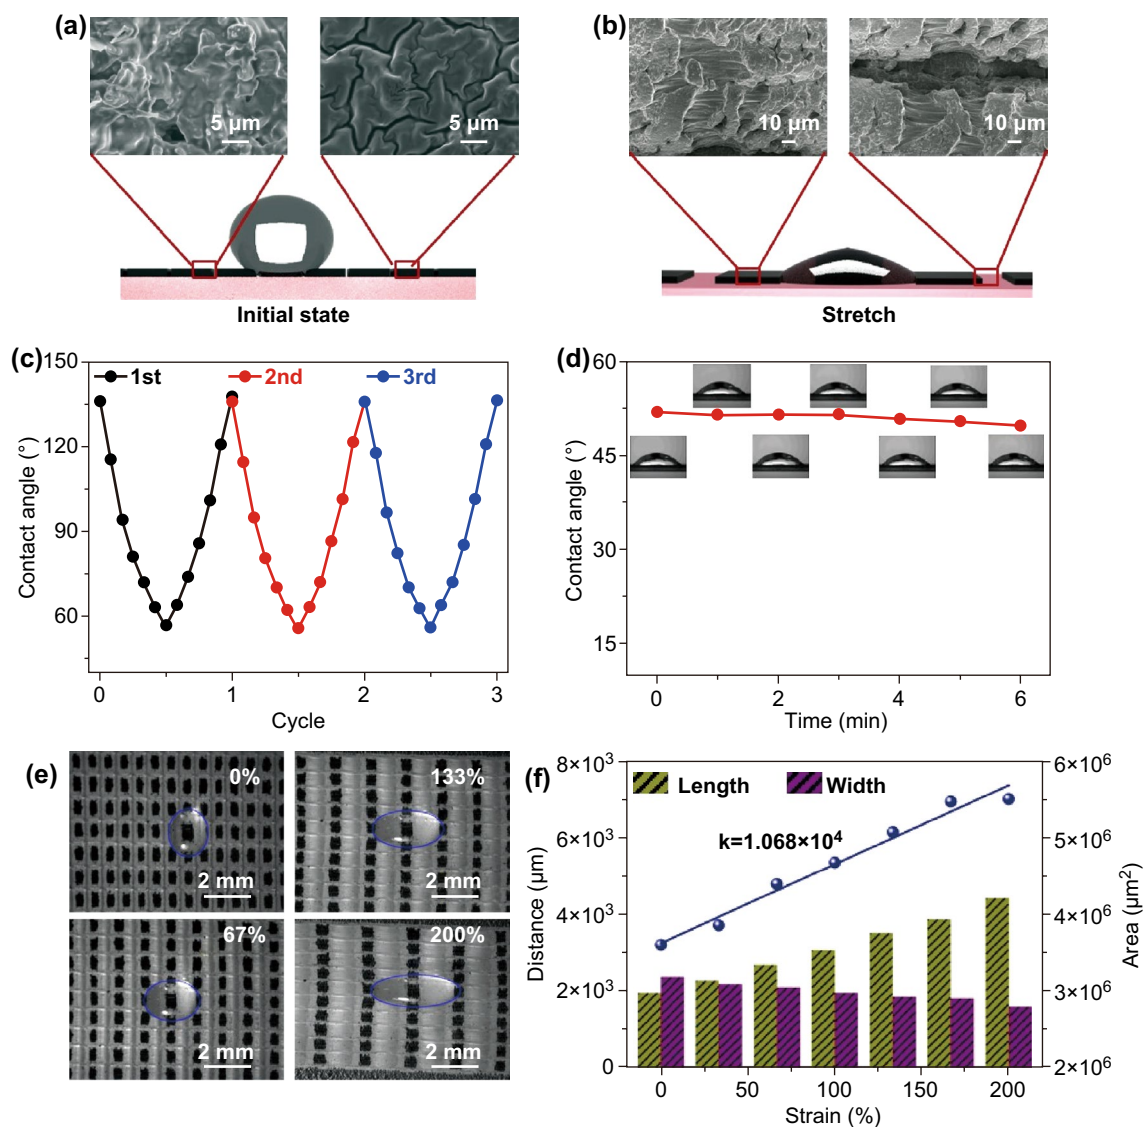 (a)
5 µm
5 µm
Initial state
(b)
10 µm
10 µm
Stretch
(c)
150
120
90
60
Contact angle (°)
1st
2nd
3rd
0
1
2
3
Cycle
(d)
60
45
30
15
Contact angle (°)
0
2
4
6
Time (min)
(e)
0%
2 mm
133%
2 mm
67%
2 mm
200%
2 mm
(f)
8×10³
6×10³
4×10³
2×10³
0
Distance (µm)
Length
Width
k=1.068×10⁴
6×10⁶
5×10⁶
4×10⁶
3×10⁶
2×10⁶
Area (µm²)
0
50
100
150
200
Strain (%)